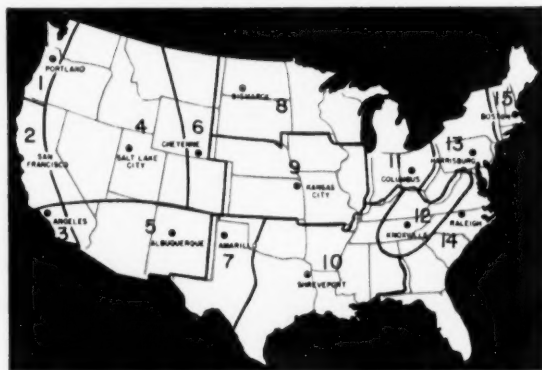 1
PORTLAND
2
SAN
FRANCISCO
3
ANGELES
4
SALT LAKE
CITY
5
ALBUQUERQUE
6
CHEYENNE
7
AMARILL
8
BISMARCK
9
KANSAS
CITY
10
SHREVEPORT
11
COLUMBUS
12
KNOXVILLE
13
HARRISBURG
14
RALEIGH
15
BOSTON